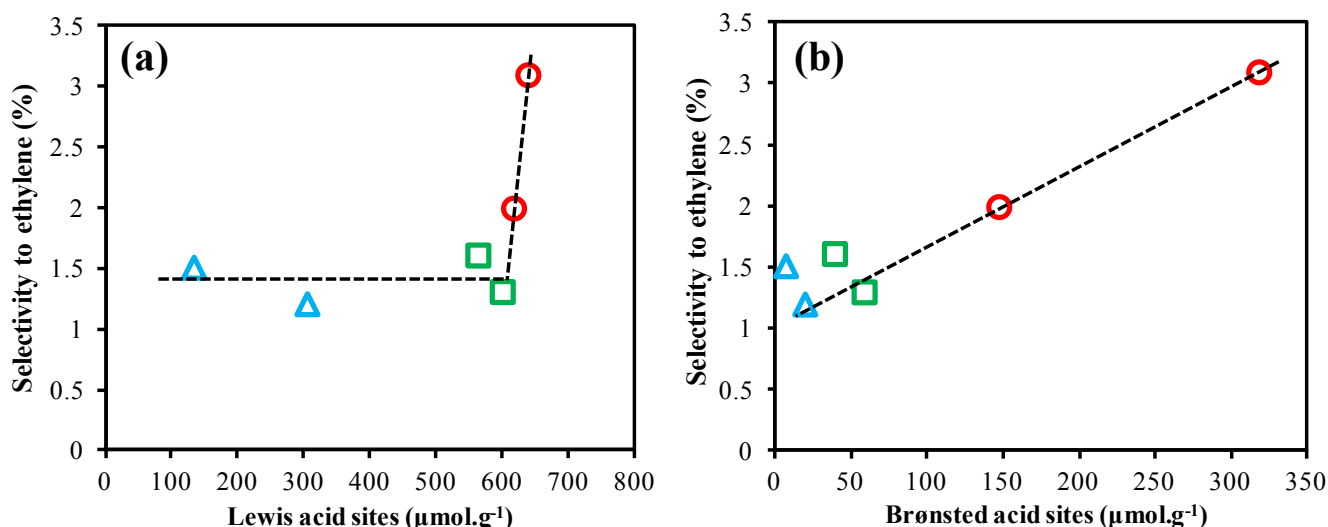 (a)
Selectivity to ethylene (%)
3.5
3
2.5
2
1.5
1
0.5
0
0 100 200 300 400 500 600 700 800
Lewis acid sites (µmol.g⁻¹)
(b)
Selectivity to ethylene (%)
3.5
3
2.5
2
1.5
1
0.5
0
0 50 100 150 200 250 300 350
Brønsted acid sites (µmol.g⁻¹)